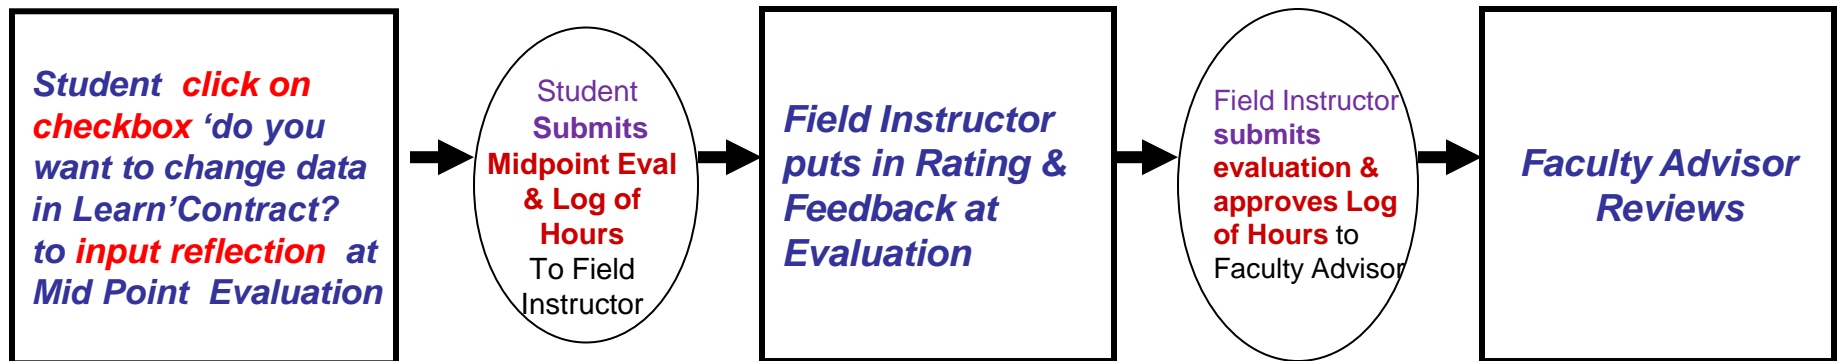 Student click on
checkbox ‘do you
want to change data
in Learn’Contract?
to input reflection at
Mid Point Evaluation
Student
Submits
Midpoint Eval
& Log of
Hours
To Field
Instructor
Field Instructor
puts in Rating &
Feedback at
Evaluation
Field Instructor
submits
evaluation &
approves Log
of Hours to
Faculty Advisor
Faculty Advisor
Reviews